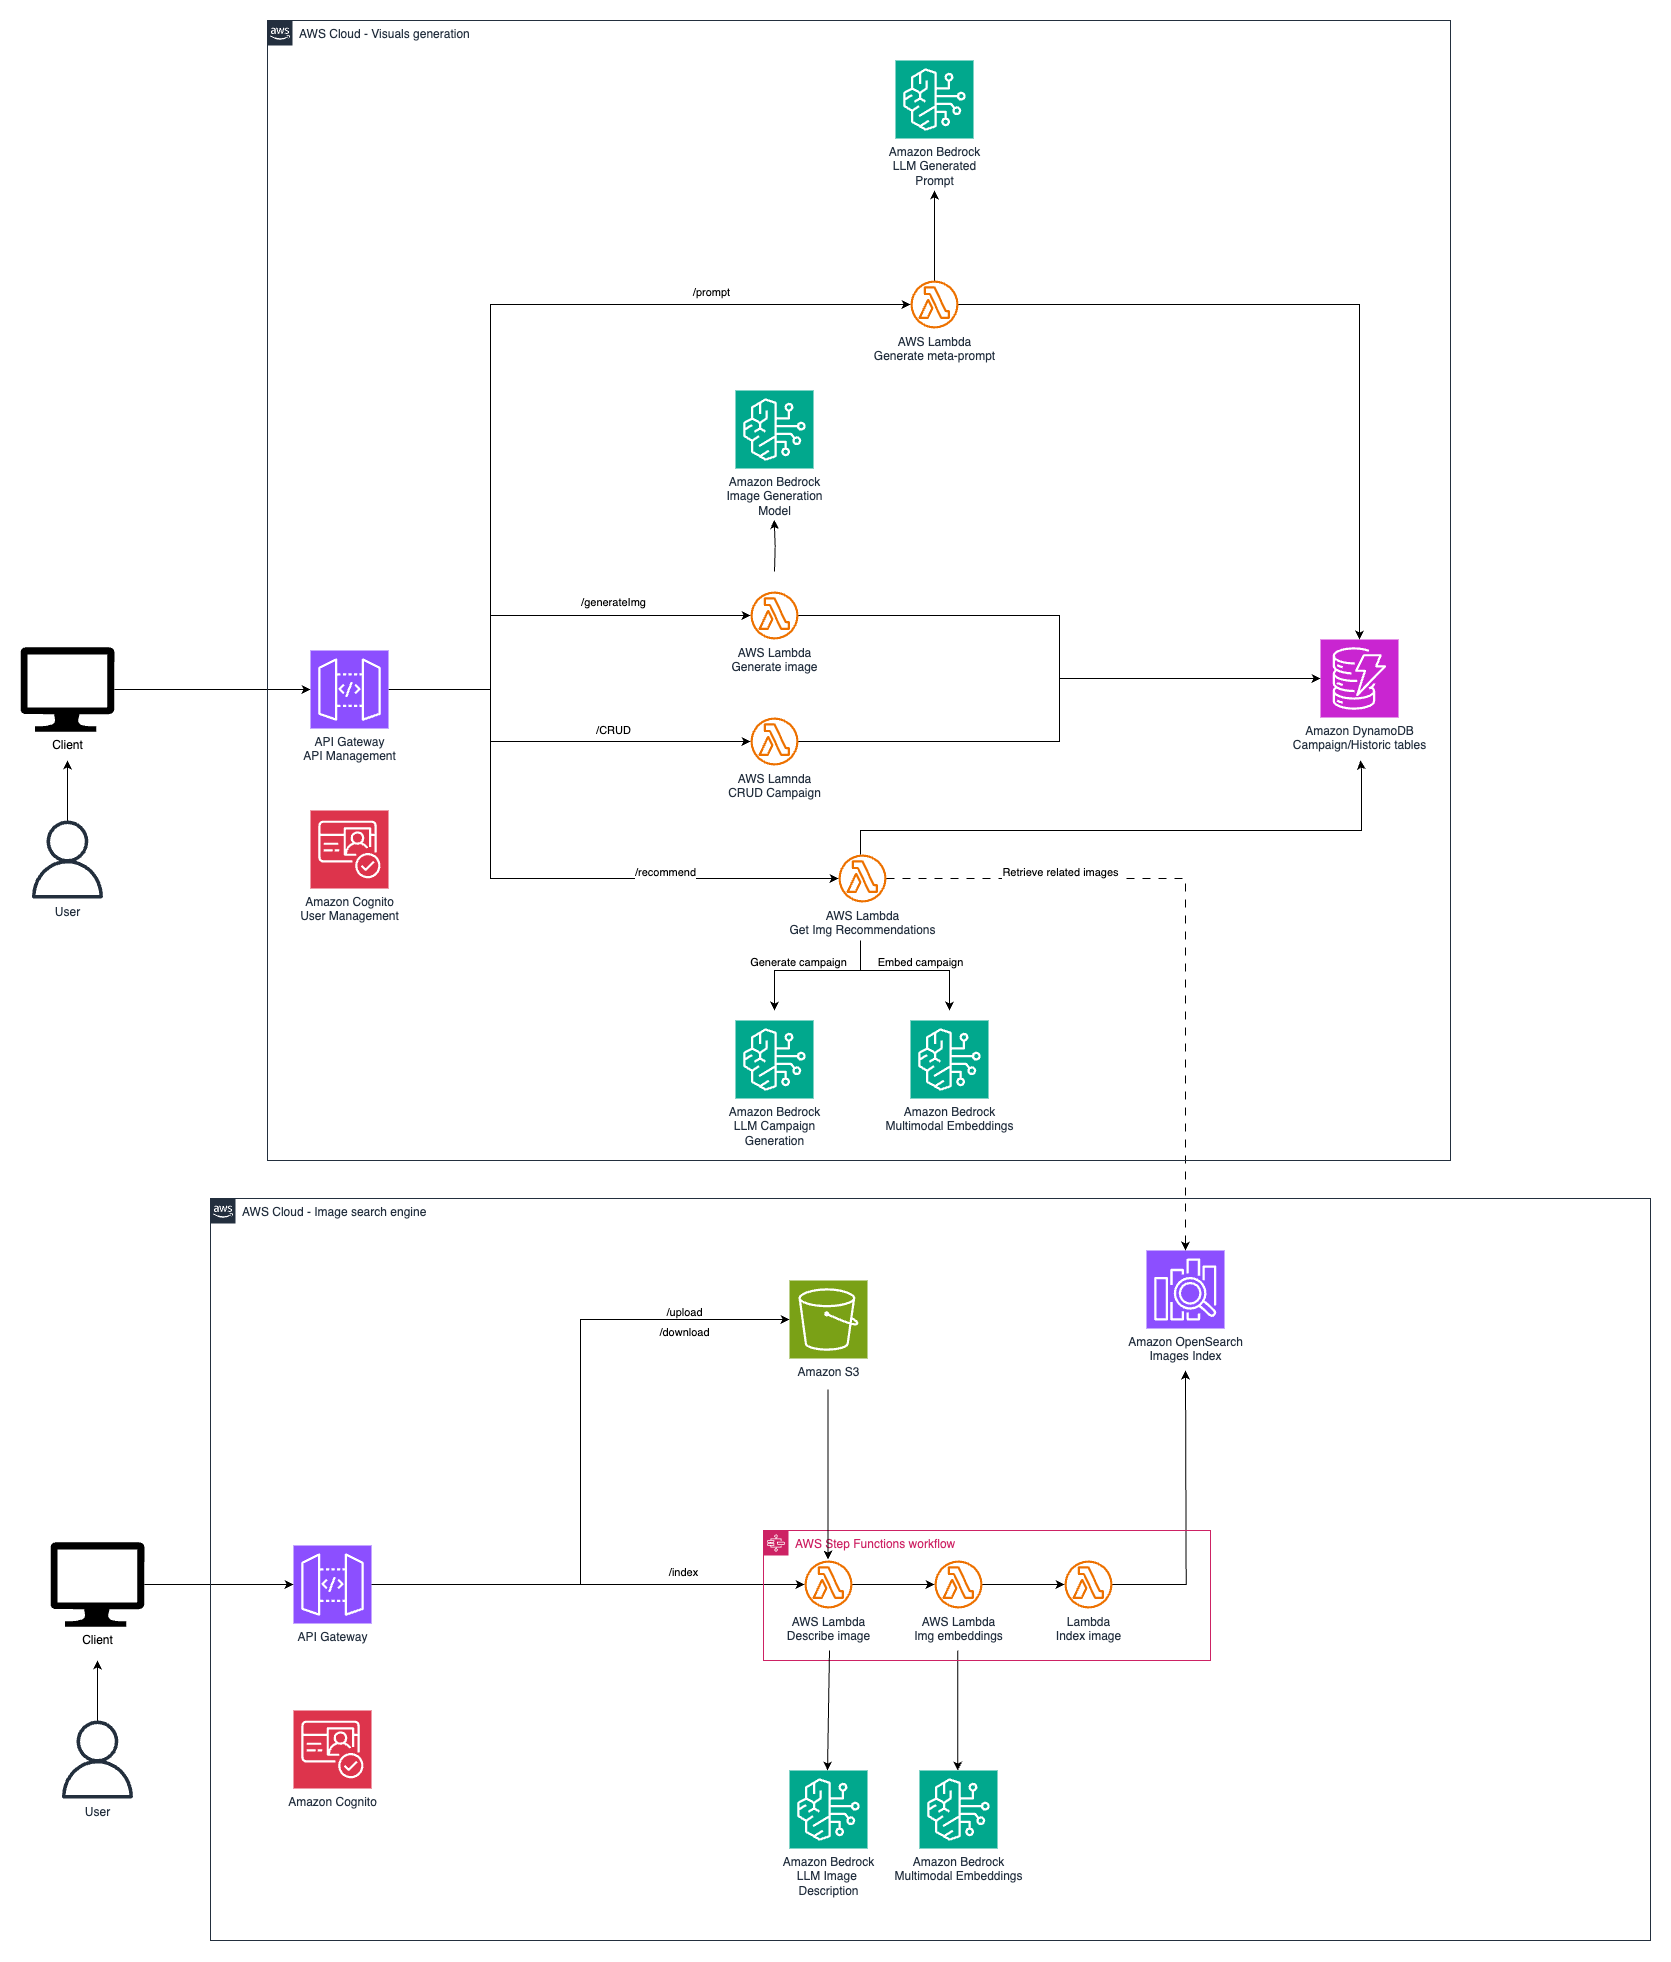 aws
AWS Cloud - Visuals generation
Amazon Bedrock
LLM Generated
Prompt
/prompt
AWS Lambda
Generate meta-prompt
Amazon Bedrock
Image Generation
Model
/generateImg
AWS Lambda
Generate image
Client
API Gateway
API Management
/CRUD
AWS Lamnda
CRUD Campaign
Amazon DynamoDB
Campaign/Historic tables
User
Amazon Cognito
User Management
/recommend
Retrieve related images
AWS Lambda
Get Img Recommendations
Generate campaign
Embed campaign
Amazon Bedrock
LLM Campaign
Generation
Amazon Bedrock
Multimodal Embeddings
aws
AWS Cloud - Image search engine
/upload
/download
Amazon S3
Amazon OpenSearch
Images Index
Client
API Gateway
/index
AWS Step Functions workflow
AWS Lambda
Describe image
AWS Lambda
Img embeddings
Lambda
Index image
User
Amazon Cognito
Amazon Bedrock
LLM Image
Description
Amazon Bedrock
Multimodal Embeddings